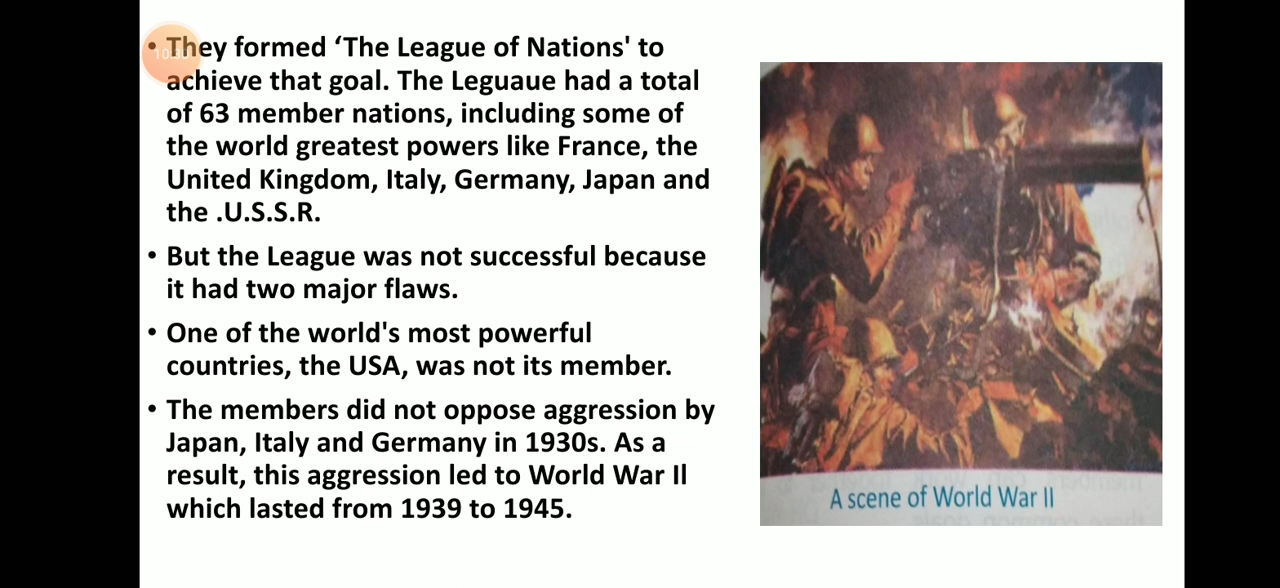 They formed ‘The League of Nations' to
achieve that goal. The Leguaue had a total
of 63 member nations, including some of
the world greatest powers like France, the
United Kingdom, Italy, Germany, Japan and
the .U.S.S.R.
But the League was not successful because
it had two major flaws.
One of the world's most powerful
countries, the USA, was not its member.
The members did not oppose aggression by
Japan, Italy and Germany in 1930s. As a
result, this aggression led to World War Il
which lasted from 1939 to 1945.
A scene of World War II